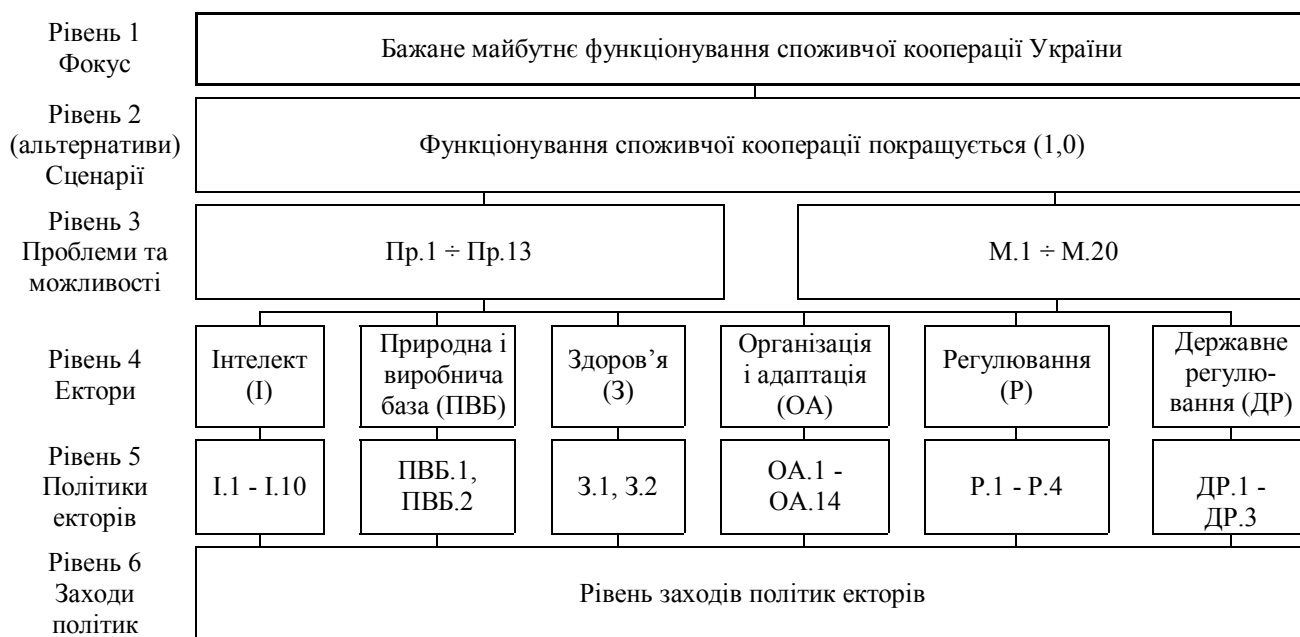 Рівень 1
Фокус
Бажане майбутнє функціонування споживчої кооперації України
Рівень 2
(альтернативи)
Сценарії
Функціонування споживчої кооперації покращується (1,0)
Рівень 3
Проблеми та
можливості
Пр.1 ÷ Пр.13
М.1 ÷ М.20
Рівень 4
Ектори
Інтелект
(І)
Природна і
виробнича
база (ПВБ)
Здоров’я
(З)
Організація
і адаптація
(ОА)
Регулювання
(Р)
Державне
регулю-
вання (ДР)
Рівень 5
Політики
екторів
І.1 - І.10
ПВБ.1,
ПВБ.2
З.1, З.2
ОА.1 -
ОА.14
Р.1 - Р.4
ДР.1 -
ДР.3
Рівень 6
Заходи
політик
Рівень заходів політик екторів